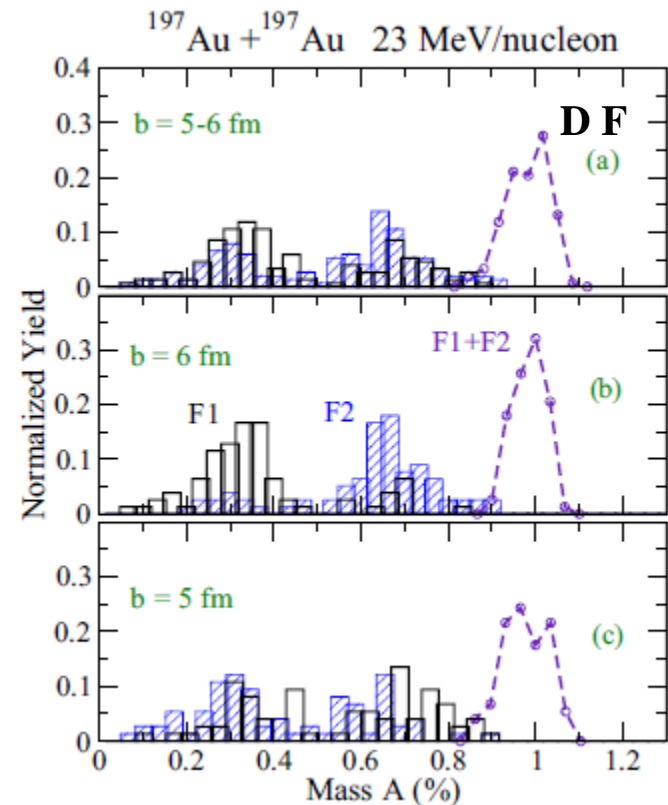 ¹⁹⁷Au + ¹⁹⁷Au 23 MeV/nucleon
0.4
b = 5-6 fm
D F
(a)
0.3
0.2
0.1
0
b = 6 fm
F1+F2
(b)
0.3
F1
F2
0.2
0.1
0
b = 5 fm
(c)
0.3
0.2
0.1
0
0 0.2 0.4 0.6 0.8 1 1.2
Mass A (%)
Normalized Yield